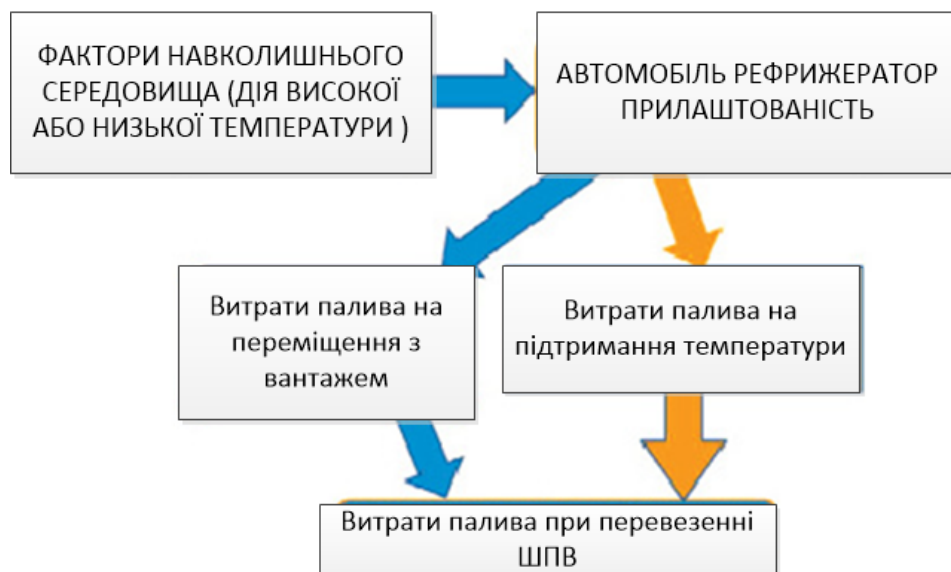 ФАКТОРИ НАВКОЛИШНЬОГО
СЕРЕДОВИЩА (ДІЯ ВИСОКОЇ
АБО НИЗЬКОЇ ТЕМПЕРАТУРИ )
АВТОМОБІЛЬ РЕФРИЖЕРАТОР
ПРИЛАШТОВАНІСТЬ
Витрати палива на
переміщення з
вантажем
Витрати палива на
підтримання температури
Витрати палива при перевезенні
ШПВ